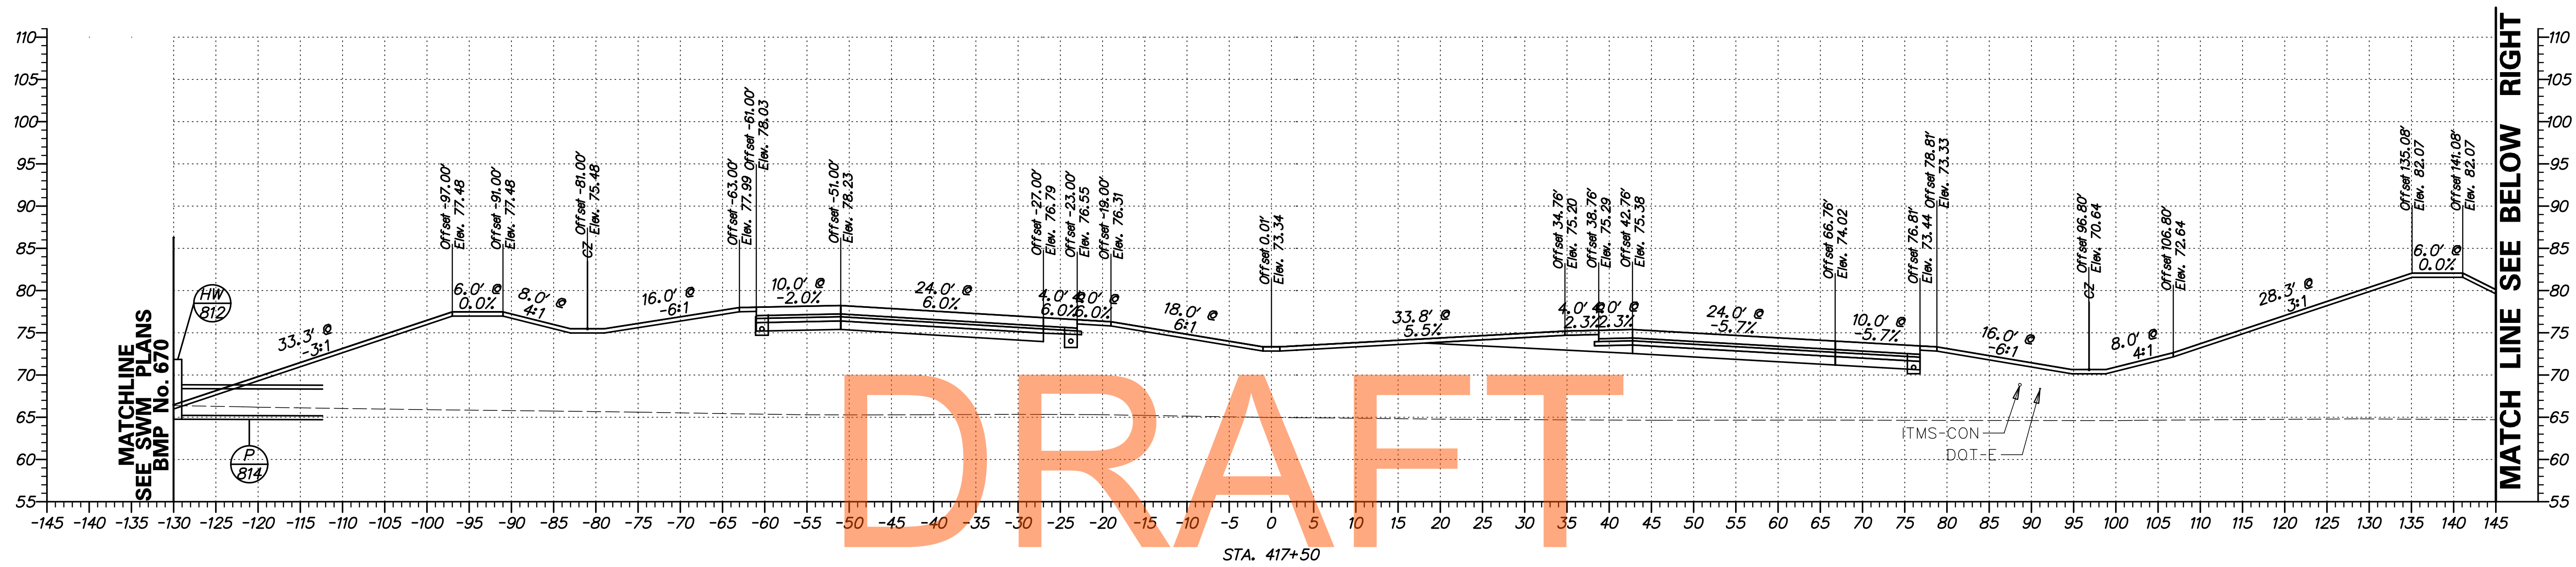 110
105
100
95
90
85
80
75
70
65
60
55
MATCHLINE
SEE SWM PLANS
BMP No. 670
HW
812
P
814
33.3' @
-3:1
Offset -97.00'
Elev. 77.48
6.0' @
0.0%
Offset -91.00'
Elev. 77.48
8.0' @
4:1
Offset -81.00'
Elev. 75.48
CZ
16.0' @
-6:1
Offset -63.00'
Elev. 77.99
Offset -61.00'
Elev. 78.03
10.0' @
-2.0%
Offset -51.00'
Elev. 78.23
24.0' @
6.0%
Offset -27.00'
Elev. 76.79
4.0' @
6.0%
Offset -23.00'
Elev. 76.55
4.0' @
6.0%
Offset -19.00'
Elev. 76.31
18.0' @
6:1
Offset 0.01'
Elev. 73.34
33.8' @
5.5%
Offset 34.76'
Elev. 75.20
4.0' @
2.3%
Offset 38.76'
Elev. 75.29
4.0' @
2.3%
Offset 42.76'
Elev. 75.38
24.0' @
-5.7%
Offset 66.76'
Elev. 74.02
10.0' @
-5.7%
Offset 76.81'
Elev. 73.44
Offset 78.81'
Elev. 73.33
16.0' @
-6:1
Offset 96.80'
Elev. 70.64
CZ
8.0' @
4:1
Offset 106.80'
Elev. 72.64
28.3' @
3:1
Offset 135.08'
Elev. 82.07
6.0' @
0.0%
Offset 141.08'
Elev. 82.07
ITMS-CON
DOT-E
MATCH LINE SEE BELOW RIGHT
110
105
100
95
90
85
80
75
70
65
60
55
DRAFT
-145 -140 -135 -130 -125 -120 -115 -110 -105 -100 -95 -90 -85 -80 -75 -70 -65 -60 -55 -50 -45 -40 -35 -30 -25 -20 -15 -10 -5 0 5 10 15 20 25 30 35 40 45 50 55 60 65 70 75 80 85 90 95 100 105 110 115 120 125 130 135 140 145
STA. 417+50